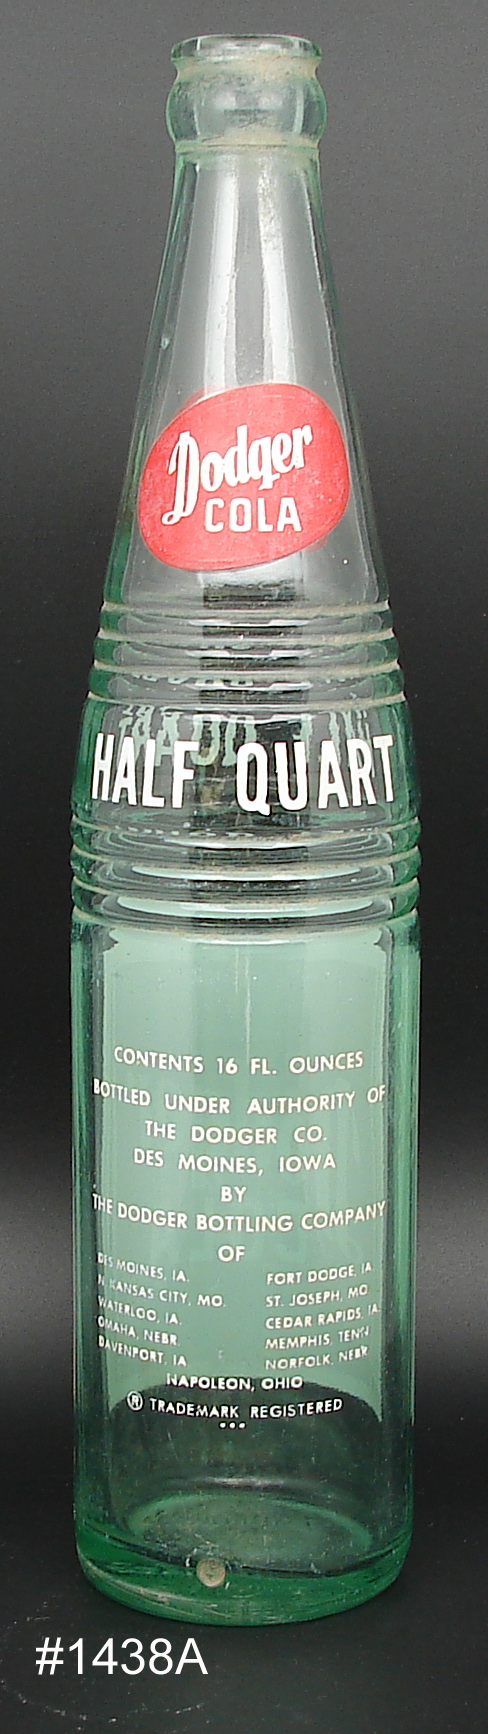 Dodger
COLA
HALF QUART
CONTENTS 16 FL. OUNCES
BOTTLED UNDER AUTHORITY OF
THE DODGER CO.
DES MOINES, IOWA
BY
THE DODGER BOTTLING COMPANY
OF
DES MOINES, IA. FORT DODGE, IA.
N KANSAS CITY, MO. ST. JOSEPH, MO.
WATERLOO, IA. CEDAR RAPIDS, IA.
OMAHA, NEBR. MEMPHIS, TENN
DAVENPORT, IA NORFOLK, NEBR.
NAPOLEON, OHIO
® TRADEMARK REGISTERED
#1438A